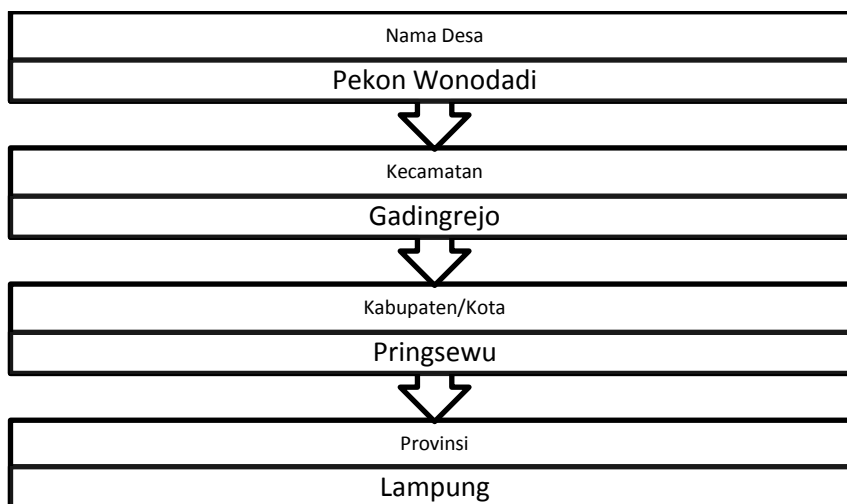 Nama Desa
Pekon Wonodadi
Kecamatan
Gadingrejo
Kabupaten/Kota
Pringsewu
Provinsi
Lampung